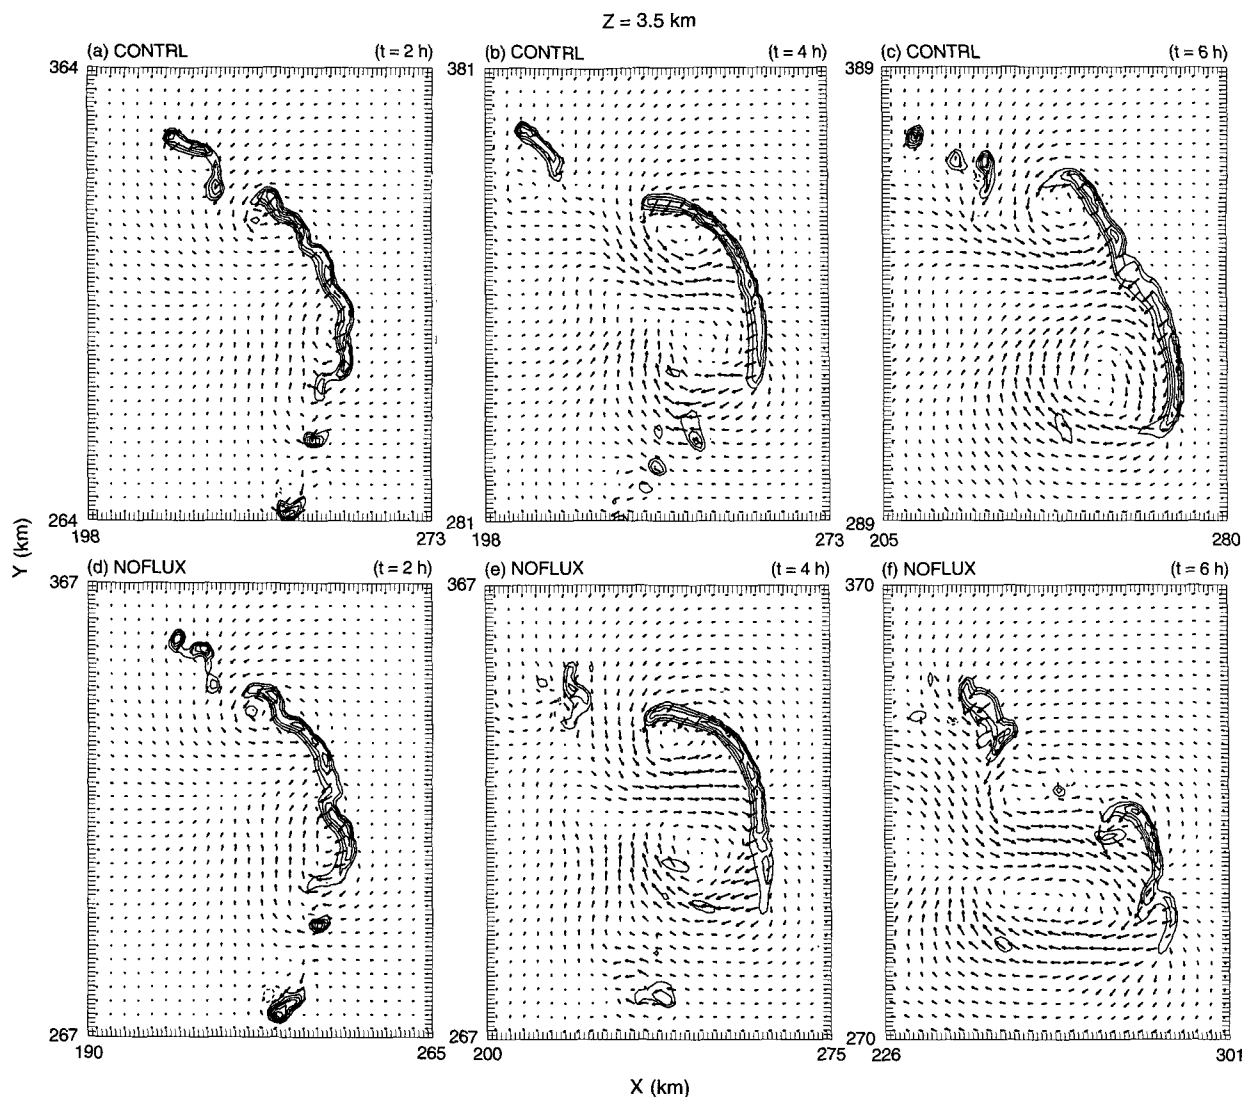 Z = 3.5 km
(a) CONTRL (t = 2 h)
(b) CONTRL (t = 4 h)
(c) CONTRL (t = 6 h)
364
381
389
264
281
289
198
273
198
273
205
280
Y (km)
(d) NOFLUX (t = 2 h)
(e) NOFLUX (t = 4 h)
(f) NOFLUX (t = 6 h)
367
367
370
267
267
270
190
265
200
275
226
301
X (km)